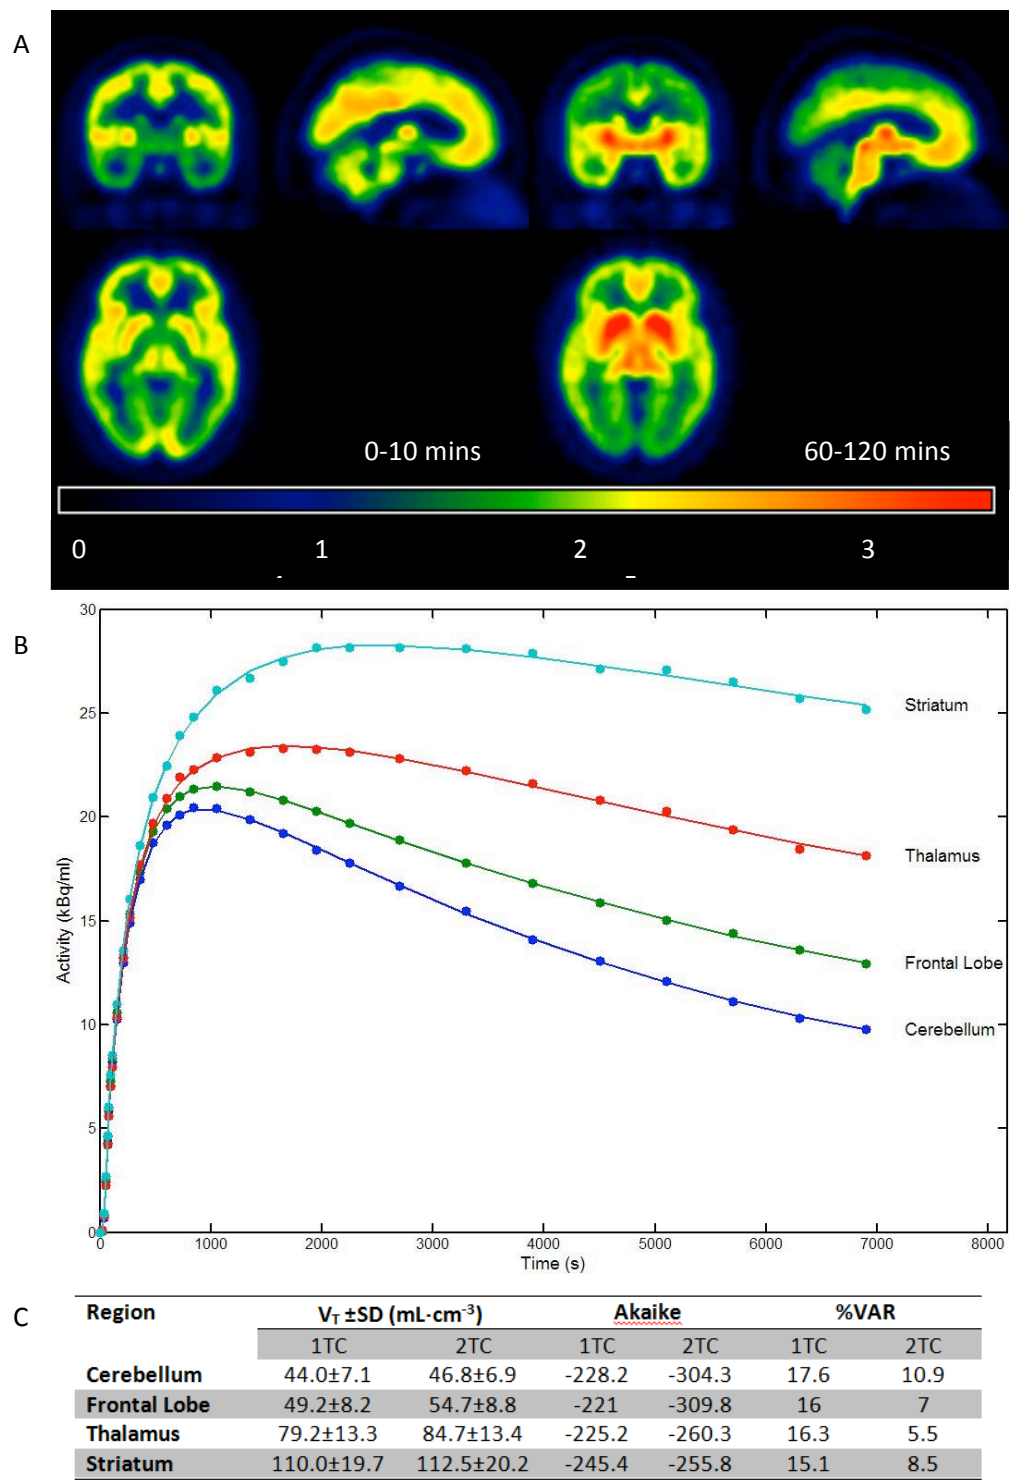 A
0-10 mins
60-120 mins
0 1 2 3
B
30
25
20
15
10
5
0
Activity (kBq/ml)
Striatum
Thalamus
Frontal Lobe
Cerebellum
0 1000 2000 3000 4000 5000 6000 7000 8000
Time (s)
C
Region V_T ±SD (mL·cm⁻³) Akaike %VAR
1TC 2TC 1TC 2TC 1TC 2TC
Cerebellum 44.0±7.1 46.8±6.9 -228.2 -304.3 17.6 10.9
Frontal Lobe 49.2±8.2 54.7±8.8 -221 -309.8 16 7
Thalamus 79.2±13.3 84.7±13.4 -225.2 -260.3 16.3 5.5
Striatum 110.0±19.7 112.5±20.2 -245.4 -255.8 15.1 8.5